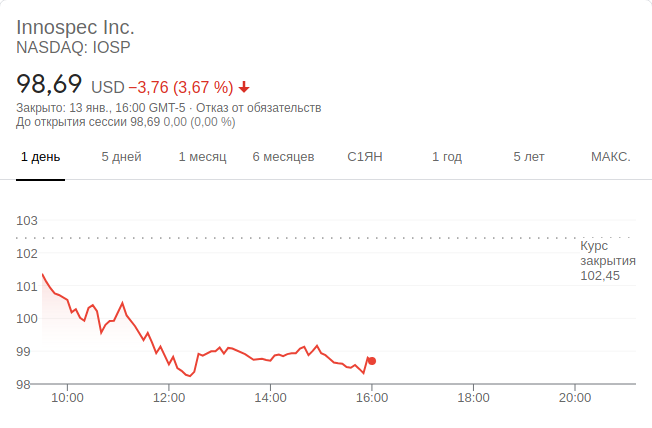 Innospec Inc.
NASDAQ: IOSP
98,69 USD −3,76 (3,67 %)
Закрыто: 13 янв., 16:00 GMT-5 · Отказ от обязательств
До открытия сессии 98,69 0,00 (0,00 %)
1 день 5 дней 1 месяц 6 месяцев С1ЯН 1 год 5 лет МАКС.
103
102
101
100
99
98
Курс
закрытия
102,45
10:00 12:00 14:00 16:00 18:00 20:00